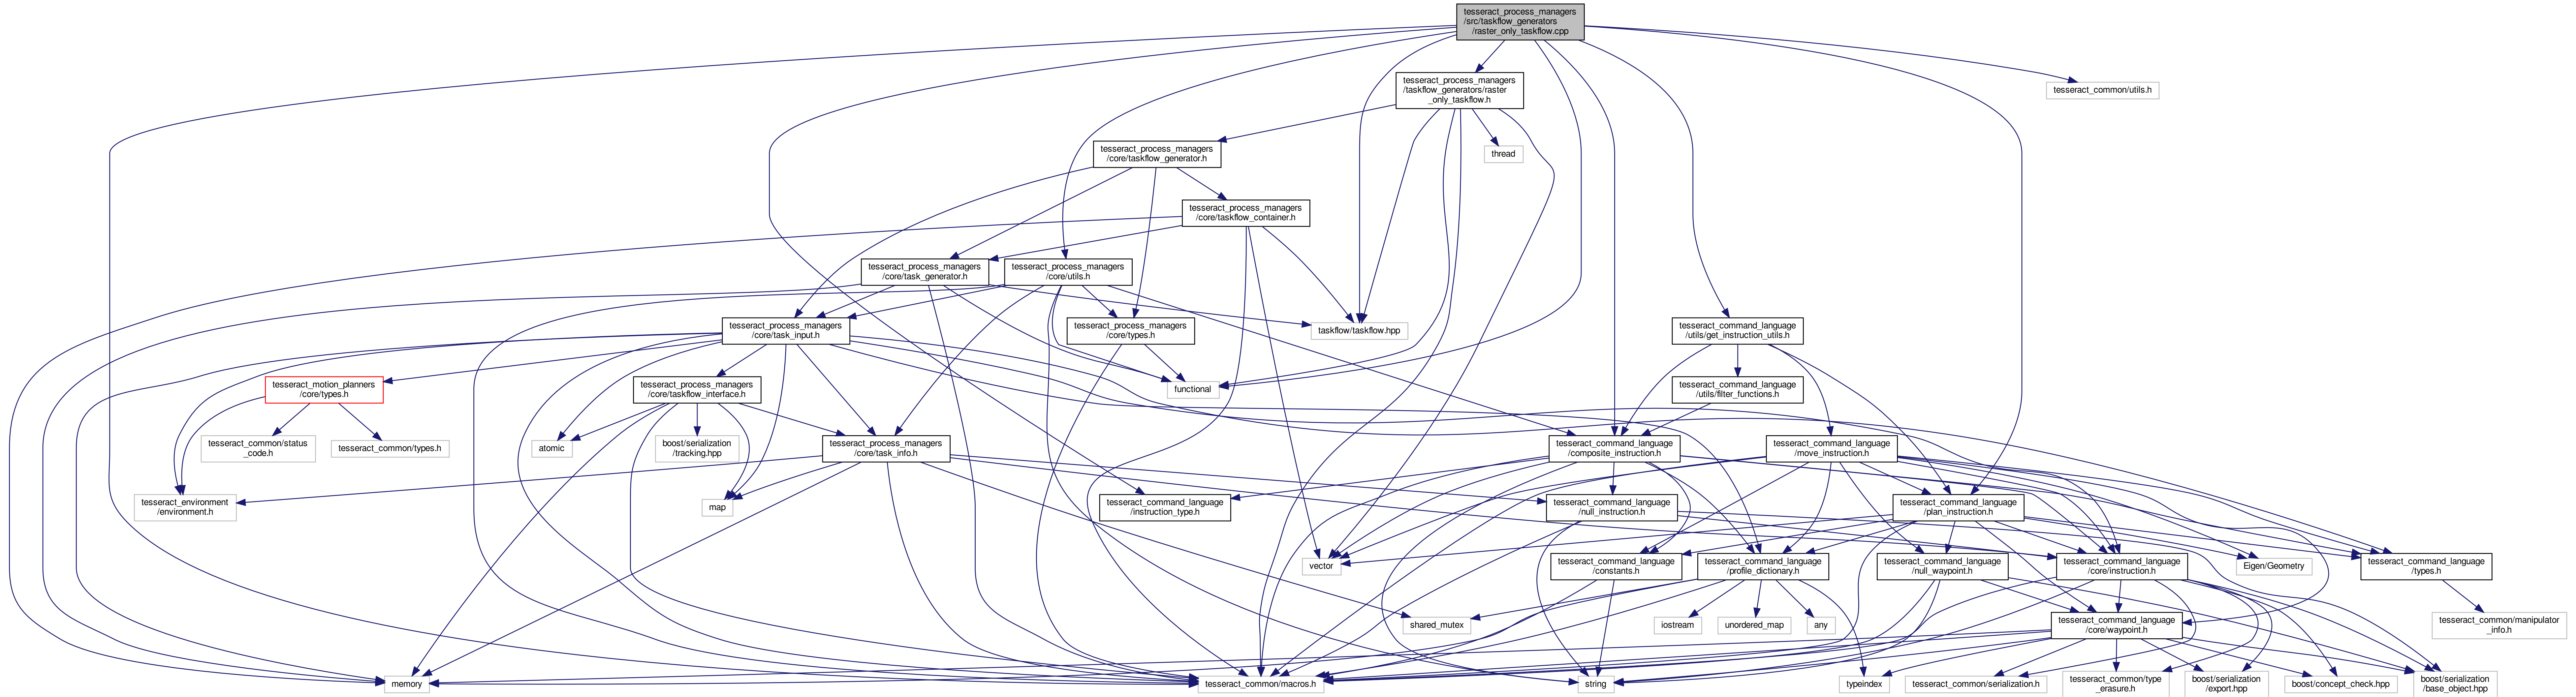 tesseract_process_managers
/src/taskflow_generators
/raster_only_taskflow.cpp
tesseract_process_managers
/taskflow_generators/raster
_only_taskflow.h
tesseract_common/utils.h
tesseract_process_managers
/core/taskflow_generator.h
thread
tesseract_process_managers
/core/taskflow_container.h
tesseract_process_managers
/core/task_generator.h
tesseract_process_managers
/core/utils.h
tesseract_process_managers
/core/task_input.h
tesseract_process_managers
/core/types.h
taskflow/taskflow.hpp
tesseract_command_language
/utils/get_instruction_utils.h
tesseract_motion_planners
/core/types.h
tesseract_process_managers
/core/taskflow_interface.h
functional
tesseract_command_language
/utils/filter_functions.h
tesseract_common/status
_code.h
tesseract_common/types.h
atomic
boost/serialization
/tracking.hpp
tesseract_process_managers
/core/task_info.h
tesseract_command_language
/composite_instruction.h
tesseract_command_language
/move_instruction.h
tesseract_environment
/environment.h
map
tesseract_command_language
/instruction_type.h
tesseract_command_language
/null_instruction.h
tesseract_command_language
/plan_instruction.h
vector
tesseract_command_language
/constants.h
tesseract_command_language
/profile_dictionary.h
tesseract_command_language
/null_waypoint.h
tesseract_command_language
/core/instruction.h
Eigen/Geometry
tesseract_command_language
/types.h
shared_mutex
iostream
unordered_map
any
tesseract_command_language
/core/waypoint.h
tesseract_common/manipulator
_info.h
memory
tesseract_common/macros.h
string
typeindex
tesseract_common/serialization.h
tesseract_common/type
_erasure.h
boost/serialization
/export.hpp
boost/concept_check.hpp
boost/serialization
/base_object.hpp